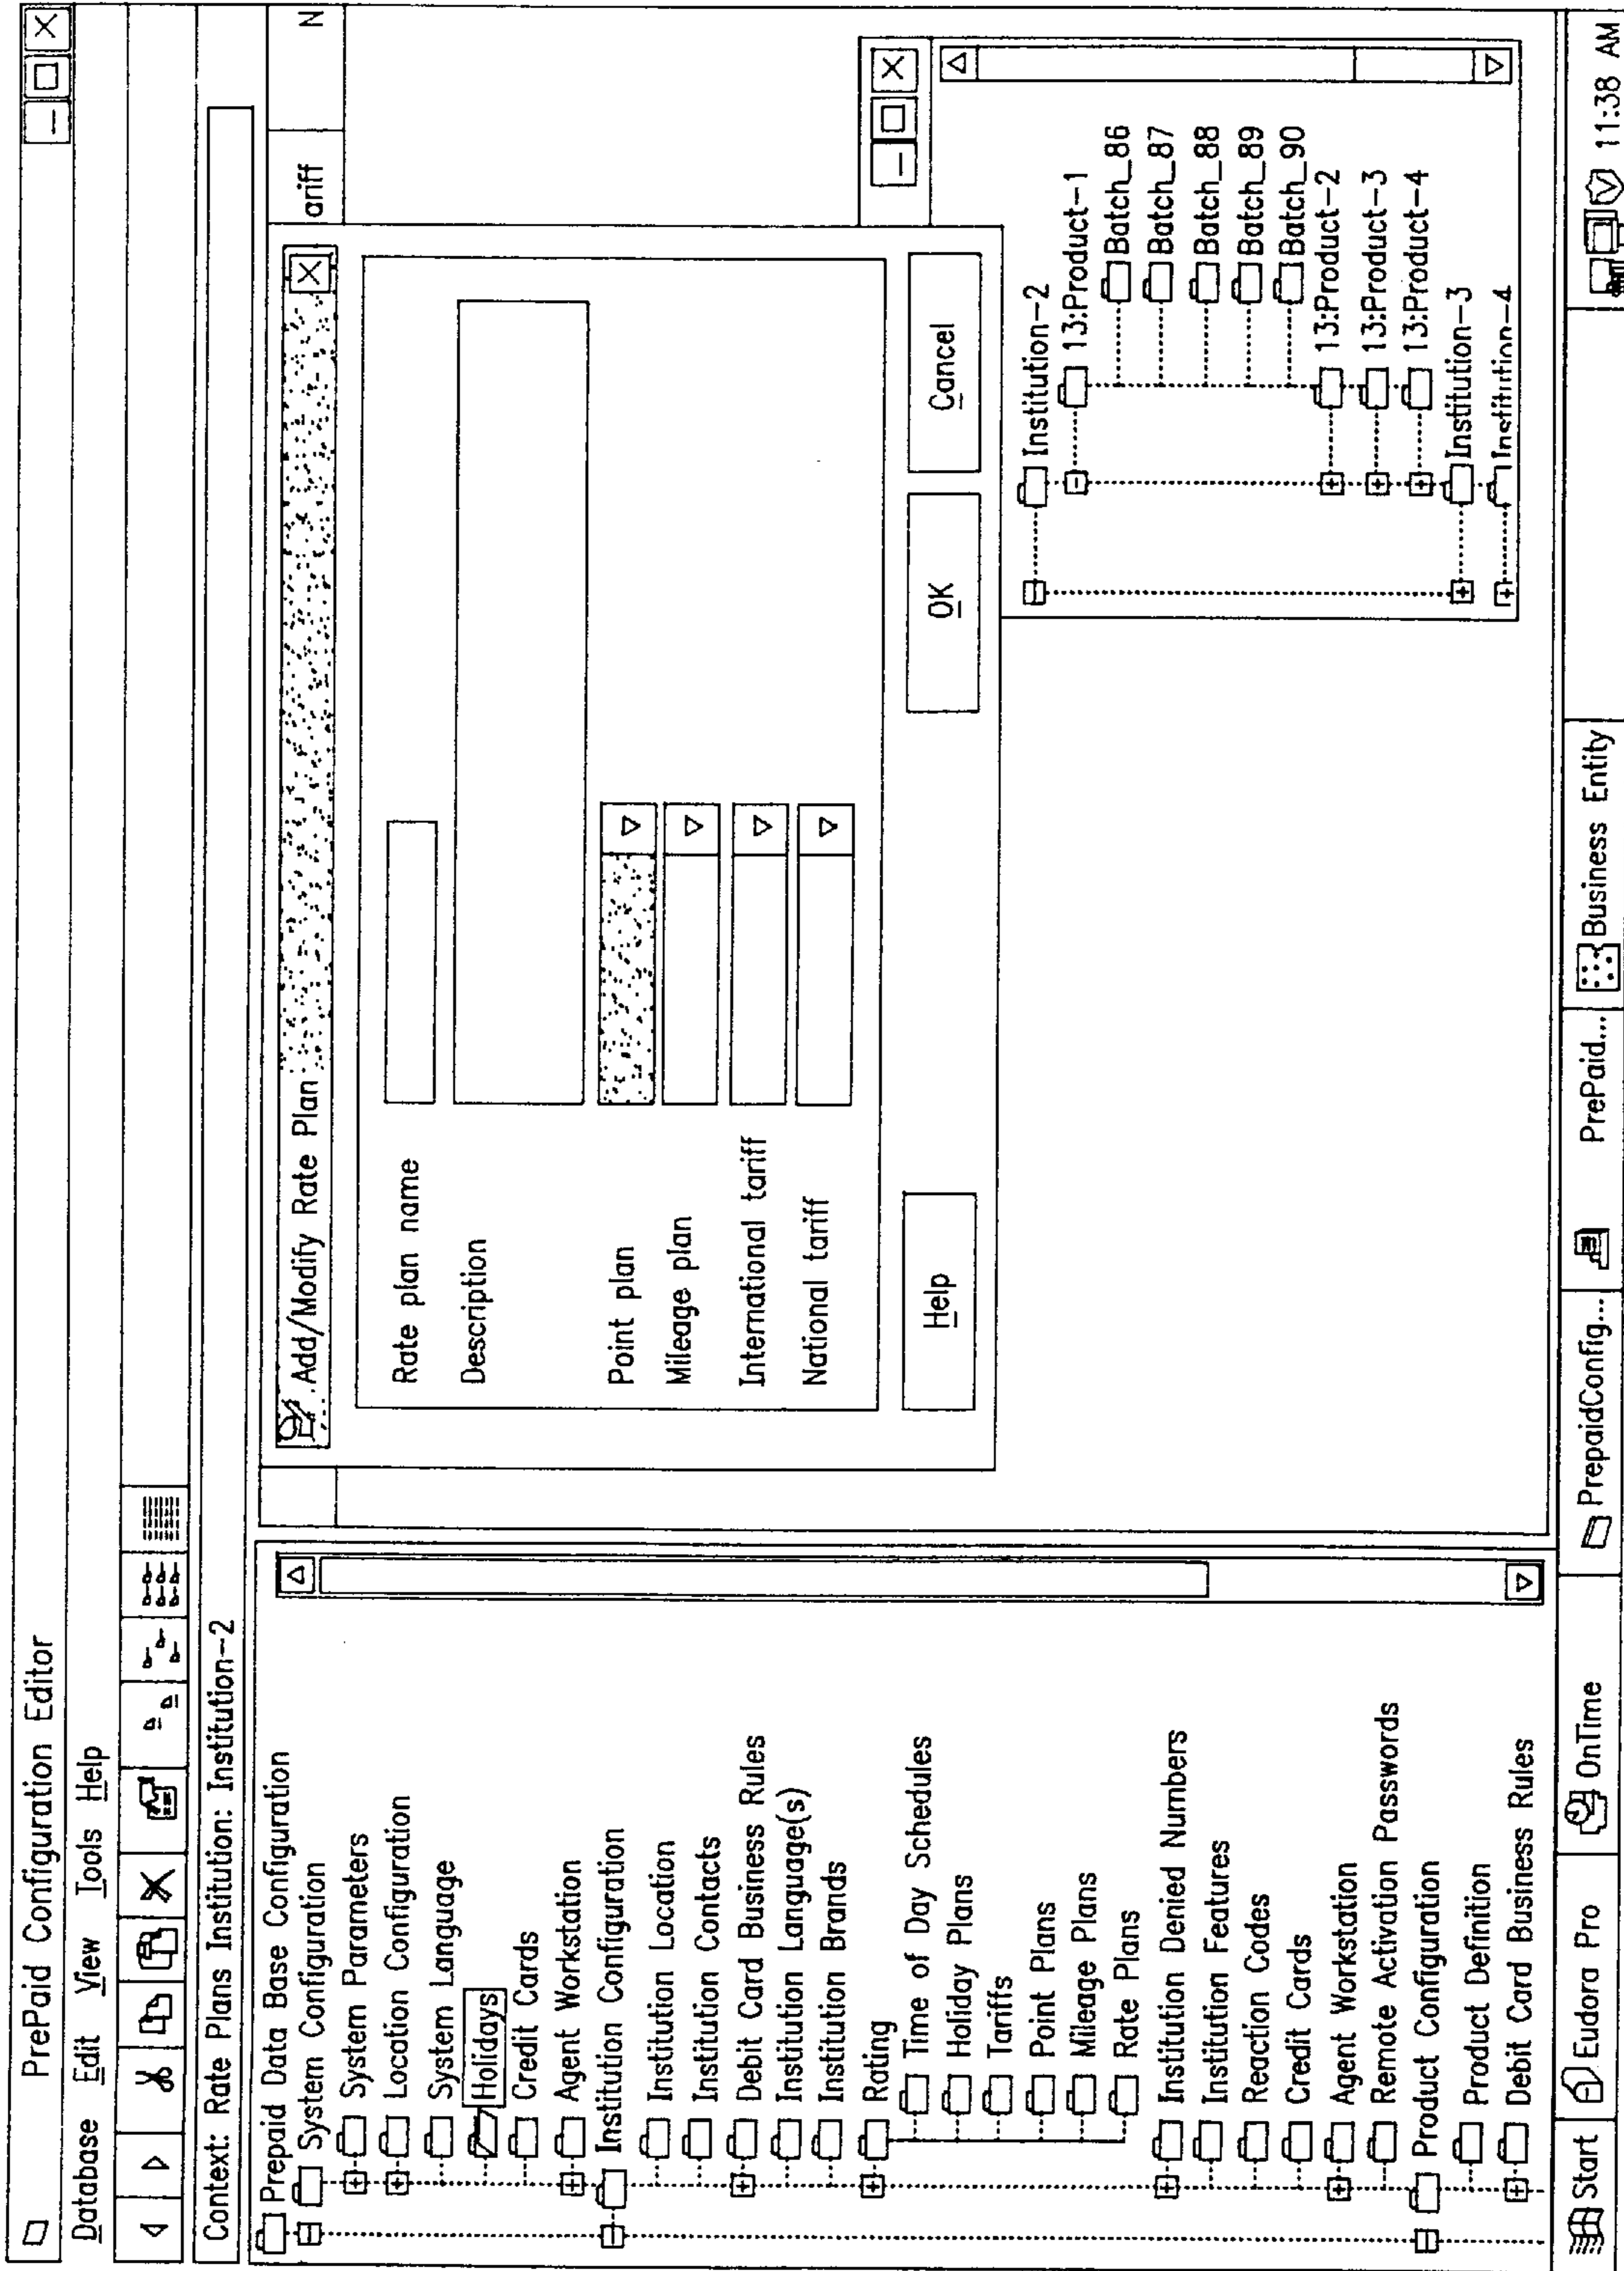 PrePaid Configuration Editor
Database Edit View Tools Help
Context: Rate Plans Institution: Institution-2
Prepaid Data Base Configuration
System Configuration
System Parameters
Location Configuration
System Language
Holidays
Credit Cards
Agent Workstation
Institution Configuration
Institution Location
Institution Contacts
Debit Card Business Rules
Institution Language(s)
Institution Brands
Rating
Time of Day Schedules
Holiday Plans
Tariffs
Point Plans
Mileage Plans
Rate Plans
Institution Denied Numbers
Institution Features
Reaction Codes
Credit Cards
Agent Workstation
Remote Activation Passwords
Product Configuration
Product Definition
Debit Card Business Rules
ariff N
Add/Modify Rate Plan
Rate plan name
Description
Point plan
Mileage plan
International tariff
National tariff
Help OK Cancel
Institution-2
13:Product-1
Batch_86
Batch_87
Batch_88
Batch_89
Batch_90
13:Product-2
13:Product-3
13:Product-4
Institution-3
Institution-4
Start Eudora Pro OnTime PrepaidConfig... PrePaid... Business Entity 11:38 AM